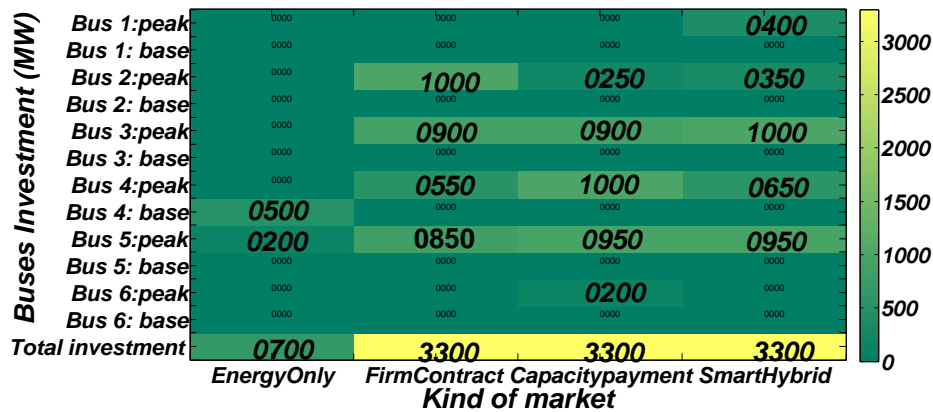 Buses Investment (MW)
Bus 1:peak 0000 0000 0000 0400
Bus 1: base 0000 0000 0000 0000
Bus 2:peak 0000 1000 0250 0350
Bus 2: base 0000 0000 0000 0000
Bus 3:peak 0000 0900 0900 1000
Bus 3: base 0000 0000 0000 0000
Bus 4:peak 0000 0550 1000 0650
Bus 4: base 0500 0000 0000 0000
Bus 5:peak 0200 0850 0950 0950
Bus 5: base 0000 0000 0000 0000
Bus 6:peak 0000 0000 0200 0000
Bus 6: base 0000 0000 0000 0000
Total investment 0700 3300 3300 3300
EnergyOnly FirmContract Capacitypayment SmartHybrid
Kind of market
3000
2500
2000
1500
1000
500
0